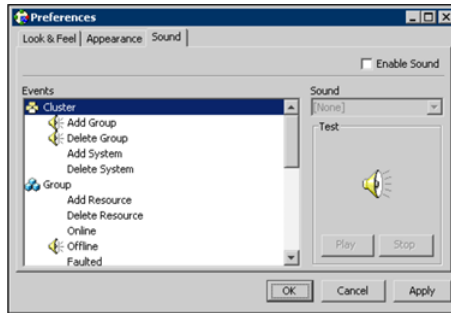 Preferences
Look & Feel Appearance Sound
Enable Sound
Events
Cluster
Add Group
Delete Group
Add System
Delete System
Group
Add Resource
Delete Resource
Online
Offline
Faulted
Sound
[None]
Test
Play Stop
OK Cancel Apply